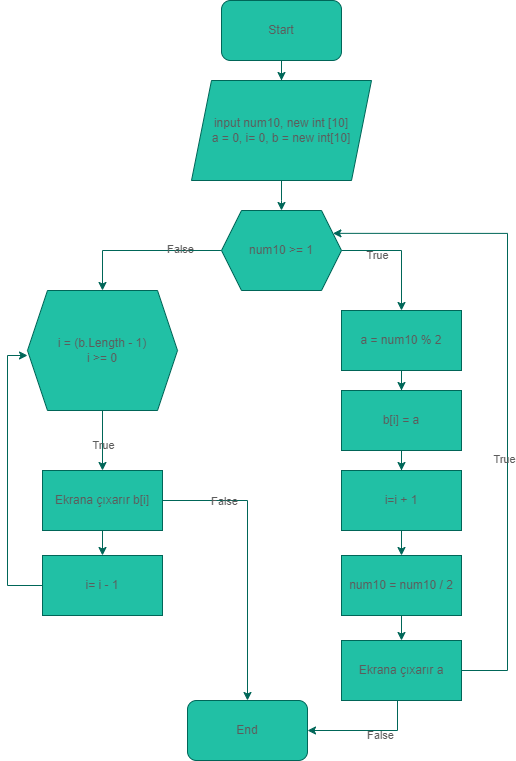 Start
input num10, new int [10]
a = 0, i= 0, b = new int[10]
num10 >= 1
False
True
i = (b.Length - 1)
i >= 0
a = num10 % 2
b[i] = a
True
True
Ekrana çıxarır b[i]
False
i=i + 1
i= i - 1
num10 = num10 / 2
Ekrana çıxarır a
End
False